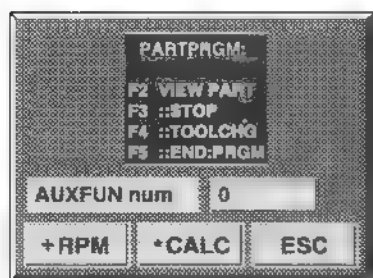 PARTPRGM:
F2 VIEW PART
F3 ::STOP
F4 ::TOOLCHG
F5 ::END:PRGM
AUXFUN num 0
+RPM *CALC ESC